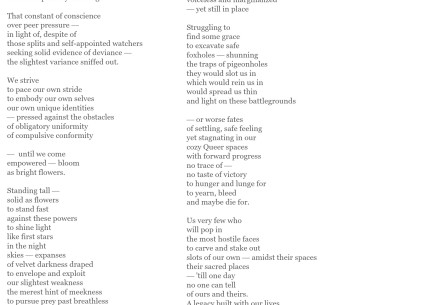 That constant of conscience
over peer pressure —
in light of, despite of
those splits and self-appointed watchers
seeking solid evidence of deviance —
the slightest variance sniffed out.
We strive
to pace our own stride
to embody our own selves
our own unique identities
— pressed against the obstacles
of obligatory uniformity
of compulsive conformity
— until we come
empowered — bloom
as bright flowers.
Standing tall —
solid as flowers
to stand fast
against these powers
to shine light
like first stars
in the night
skies — expanses
of velvet darkness draped
to envelope and exploit
our slightest weakness
the merest hint of meekness
to pursue prey past breathless
— yet still in place
Struggling to
find some grace
to excavate safe
foxholes — shunning
the traps of pigeonholes
they would slot us in
which would rein us in
would spread us thin
and light on these battlegrounds
— or worse fates
of settling, safe feeling
yet stagnating in our
cozy Queer spaces
with forward progress
no trace of —
no taste of victory
to hunger and lunge for
to yearn, bleed
and maybe die for.
Us very few who
will pop in
the most hostile faces
to carve and stake out
slots of our own — amidst their spaces
their sacred places
— 'till one day
no one can tell
of ours and theirs.
A legacy built with our lives